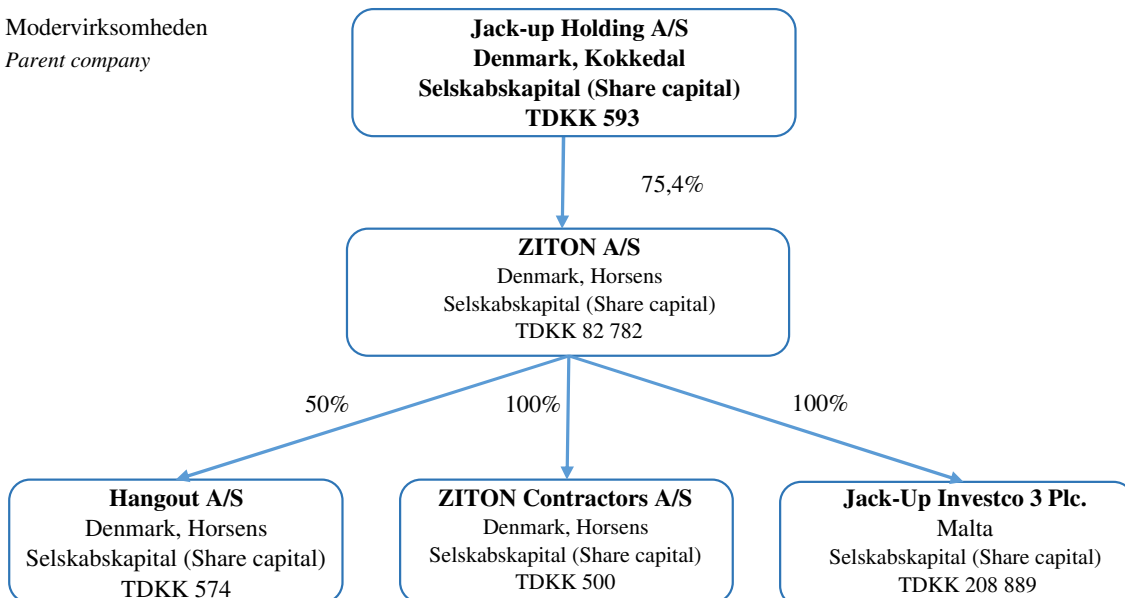 Modervirksomheden
Parent company
Jack-up Holding A/S
Denmark, Kokkedal
Selskabskapital (Share capital)
TDKK 593
75,4%
ZITON A/S
Denmark, Horsens
Selskabskapital (Share capital)
TDKK 82 782
50%
100%
100%
Hangout A/S
Denmark, Horsens
Selskabskapital (Share capital)
TDKK 574
ZITON Contractors A/S
Denmark, Horsens
Selskabskapital (Share capital)
TDKK 500
Jack-Up Investco 3 Plc.
Malta
Selskabskapital (Share capital)
TDKK 208 889